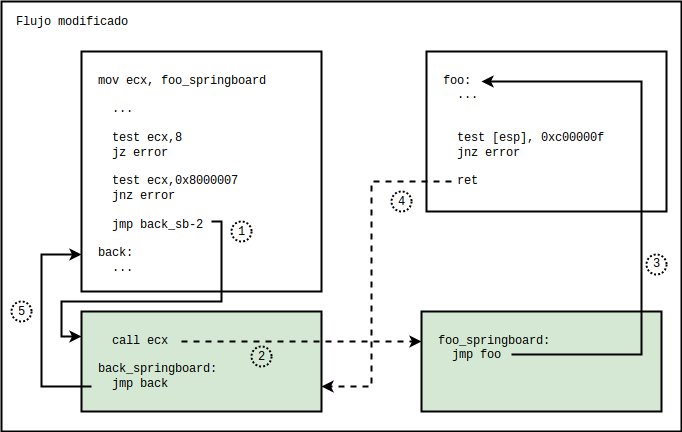 Flujo modificado
mov ecx, foo_springboard
...
test ecx,8
jz error
test ecx,0x8000007
jnz error
jmp back_sb-2
back:
...
1
5
call ecx
back_springboard:
jmp back
2
foo:
...
test [esp], 0xc00000f
jnz error
ret
4
3
foo_springboard:
jmp foo